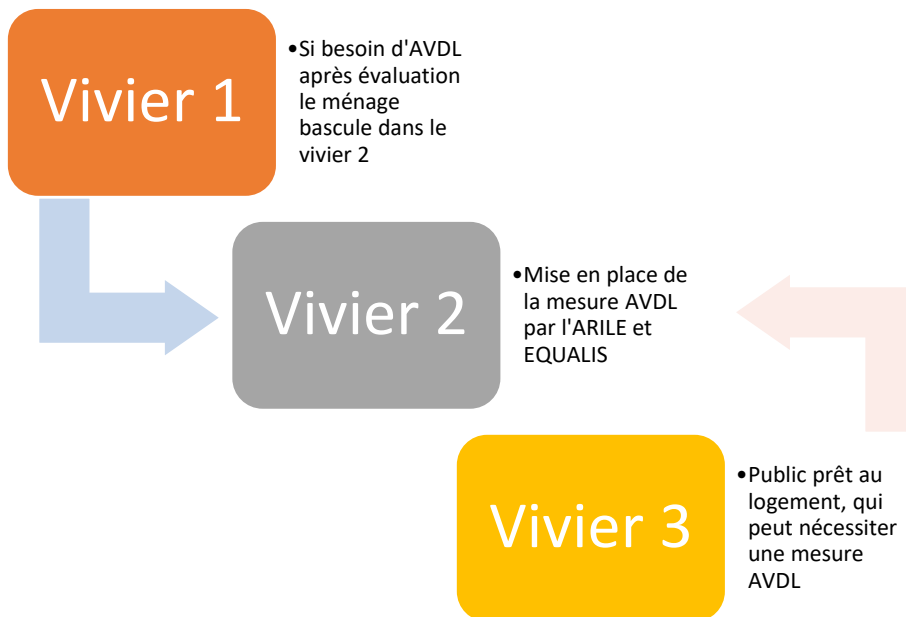 Vivier 1
•Si besoin d'AVDL
après évaluation
le ménage
bascule dans le
vivier 2
Vivier 2
•Mise en place de
la mesure AVDL
par l'ARILE et
EQUALIS
Vivier 3
•Public prêt au
logement, qui
peut nécessiter
une mesure
AVDL